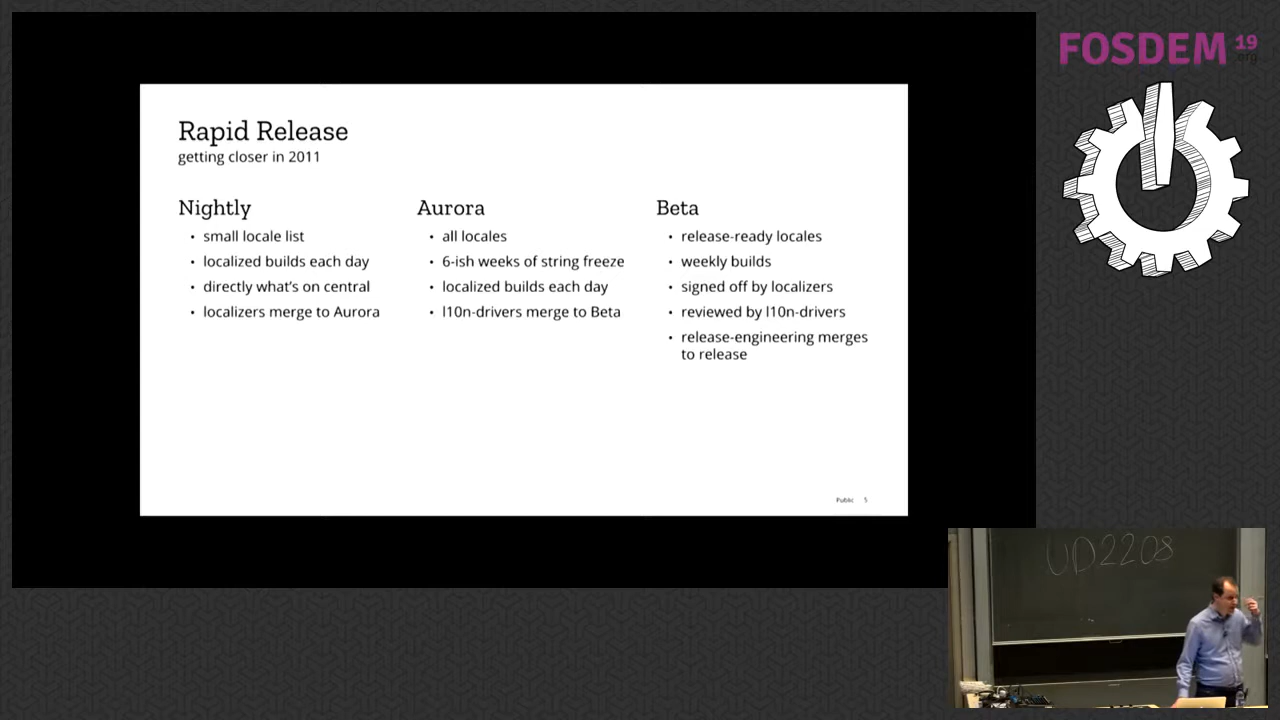 FOSDEM 19
.org
Rapid Release
getting closer in 2011
Nightly
• small locale list
• localized builds each day
• directly what's on central
• localizers merge to Aurora
Aurora
• all locales
• 6-ish weeks of string freeze
• localized builds each day
• l10n-drivers merge to Beta
Beta
• release-ready locales
• weekly builds
• signed off by localizers
• reviewed by l10n-drivers
• release-engineering merges
to release
Public 5
UD2208